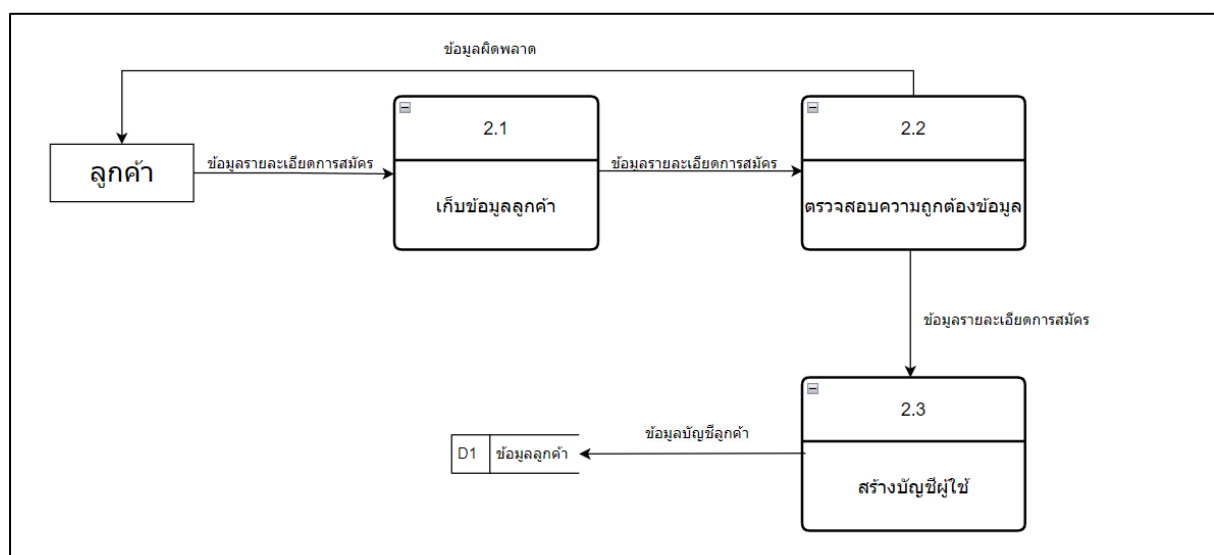 ข้อมูลผิดพลาด
2.1
2.2
ลูกค้า
ข้อมูลรายละเอียดการสมัคร
ข้อมูลรายละเอียดการสมัคร
เก็บข้อมูลลูกค้า
ตรวจสอบความถูกต้องข้อมูล
ข้อมูลรายละเอียดการสมัคร
2.3
ข้อมูลบัญชีลูกค้า
D1 ข้อมูลลูกค้า
สร้างบัญชีผู้ใช้